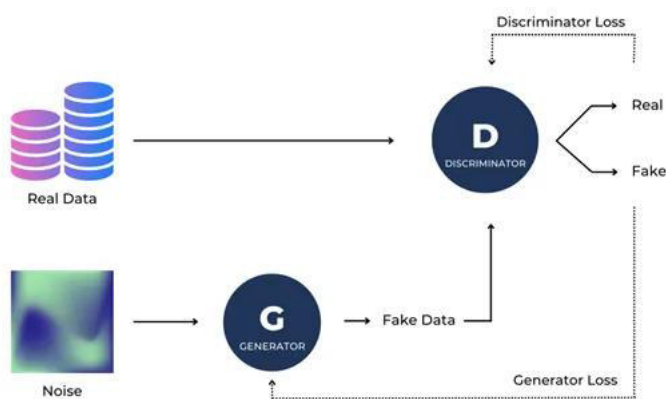 Discriminator Loss
D
DISCRIMINATOR
Real
Fake
Real Data
G
GENERATOR
Fake Data
Noise
Generator Loss